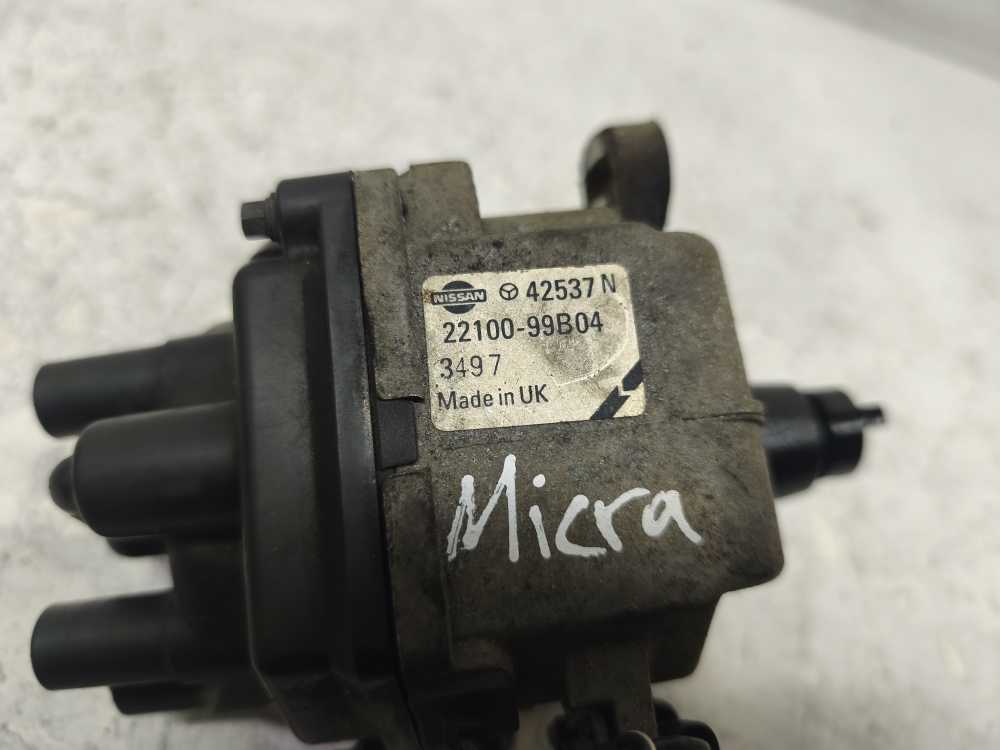 NISSAN 42537 N
22100-99B04
3497
Made in UK
Micra